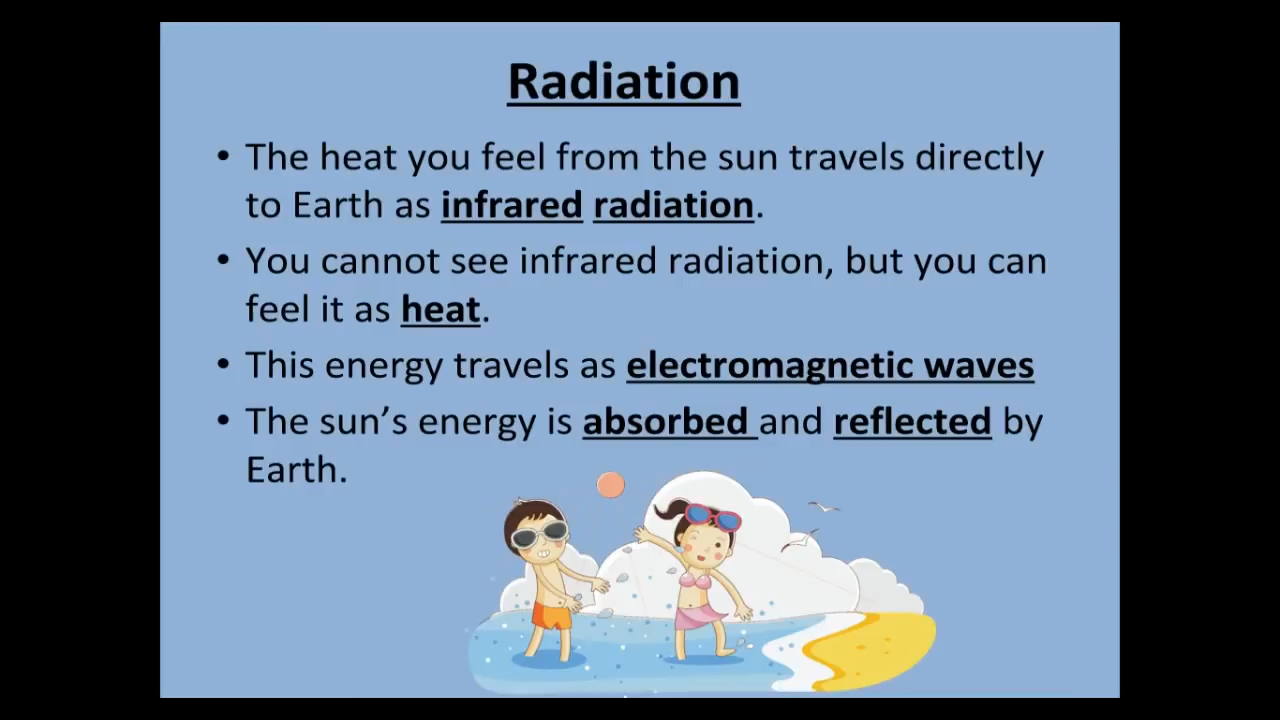 Radiation
• The heat you feel from the sun travels directly
to Earth as infrared radiation.
• You cannot see infrared radiation, but you can
feel it as heat.
• This energy travels as electromagnetic waves
• The sun’s energy is absorbed and reflected by
Earth.